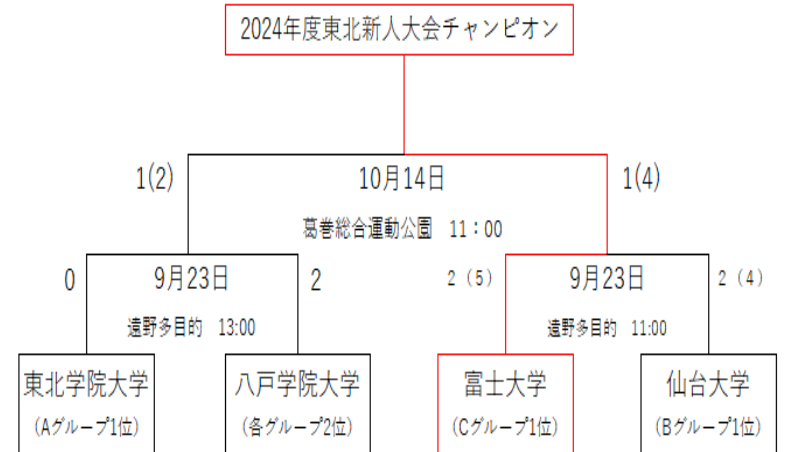 2024年度東北新人大会チャンピオン
1(2)
10月14日
1(4)
葛巻総合運動公園　11：00
0
9月23日
2
2（5）
9月23日
2（4）
遠野多目的　13:00
遠野多目的　11:00
東北学院大学
八戸学院大学
富士大学
仙台大学
（Aグループ1位）
（各グループ2位）
（Cグループ1位）
（Bグループ1位）